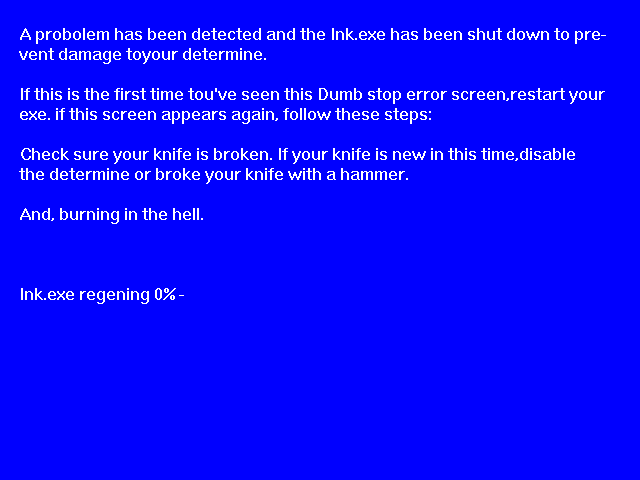 A probolem has been detected and the Ink.exe has been shut down to pre-
vent damage toyour determine.
If this is the first time tou've seen this Dumb stop error screen,restart your
exe. if this screen appears again, follow these steps:
Check sure your knife is broken. If your knife is new in this time,disable
the determine or broke your knife with a hammer.
And, burning in the hell.
Ink.exe regening 0% -